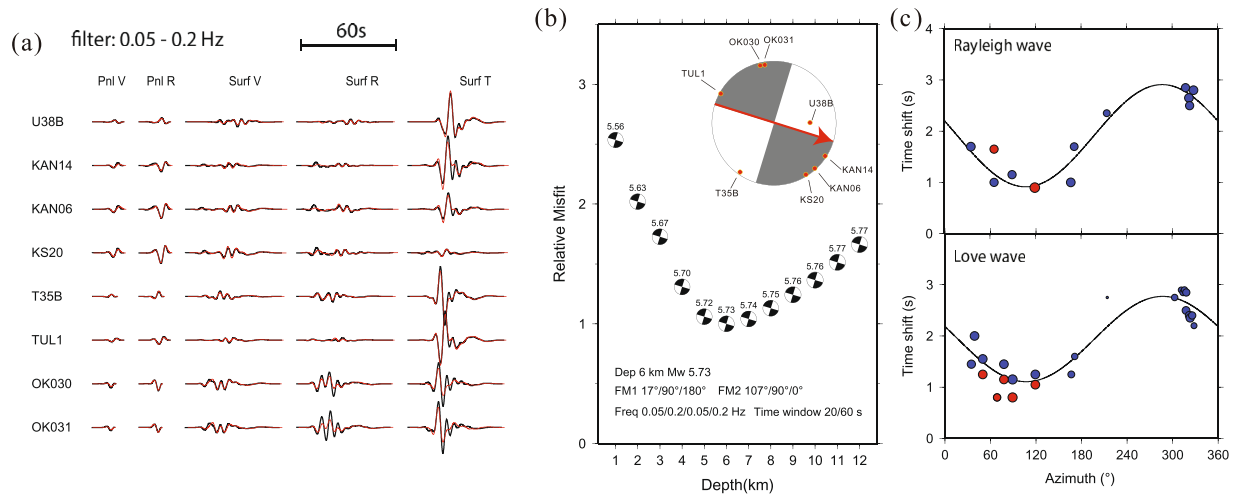 (a) filter: 0.05 - 0.2 Hz 60s
Pnl V Pnl R Surf V Surf R Surf T
U38B
KAN14
KAN06
KS20
T35B
TUL1
OK030
OK031
(b)
Relative Misfit
3
2
1
0
OK030 OK031
TUL1
U38B
KAN14
KAN06
KS20
T35B
5.56
5.63
5.67
5.70
5.72
5.73
5.74
5.75
5.76
5.76
5.77
5.77
Dep 6 km Mw 5.73
FM1 17°/90°/180° FM2 107°/90°/0°
Freq 0.05/0.2/0.05/0.2 Hz Time window 20/60 s
1 2 3 4 5 6 7 8 9 10 11 12
Depth(km)
(c)
Rayleigh wave
Time shift (s)
4
3
2
1
0
Love wave
Time shift (s)
4
3
2
1
0
0 60 120 180 240 300 360
Azimuth (°)